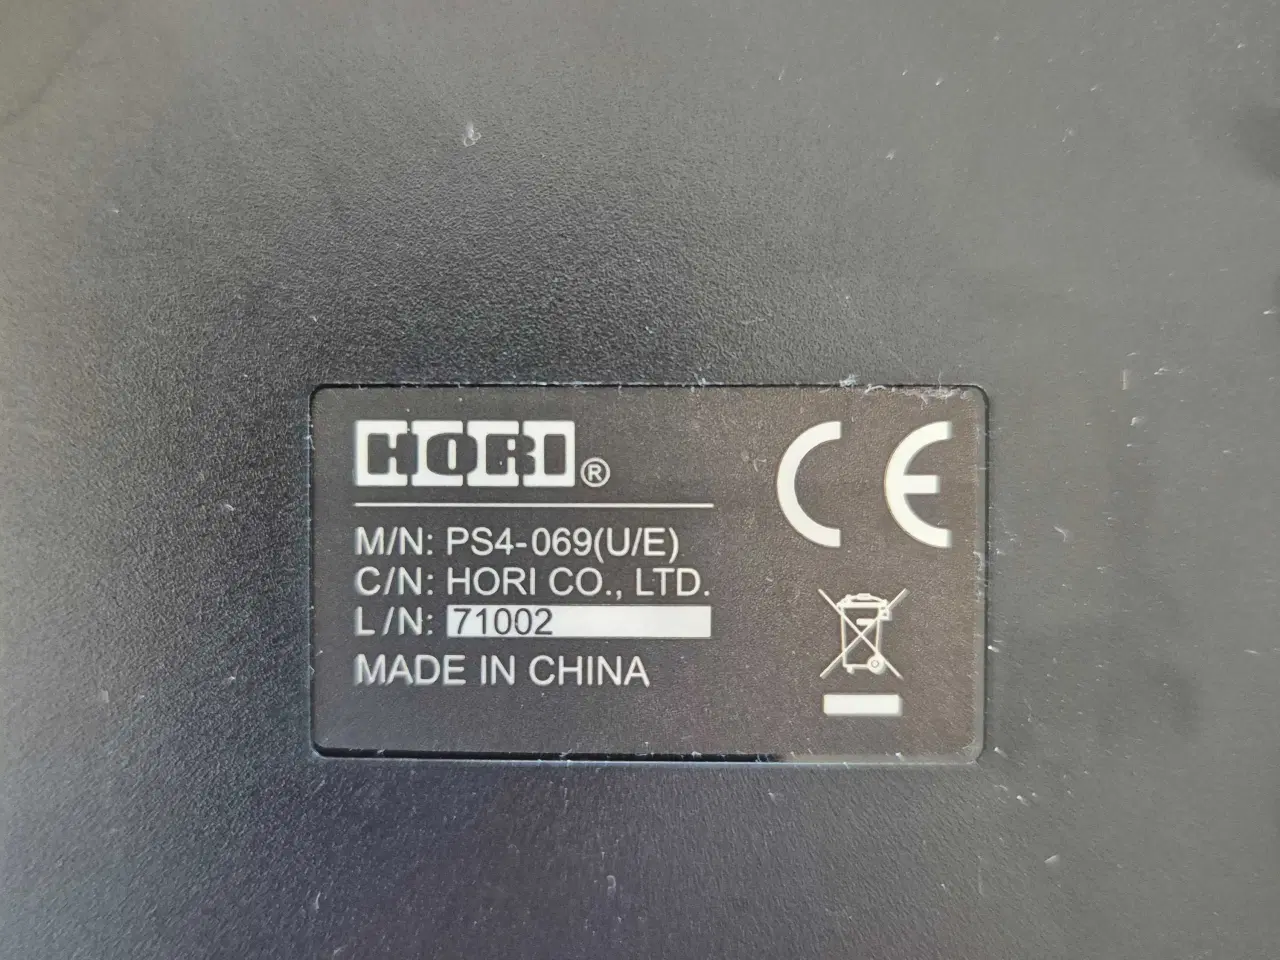 HORI®
M/N: PS4-069(U/E)
C/N: HORI CO., LTD.
L/N: 71002
MADE IN CHINA
CE